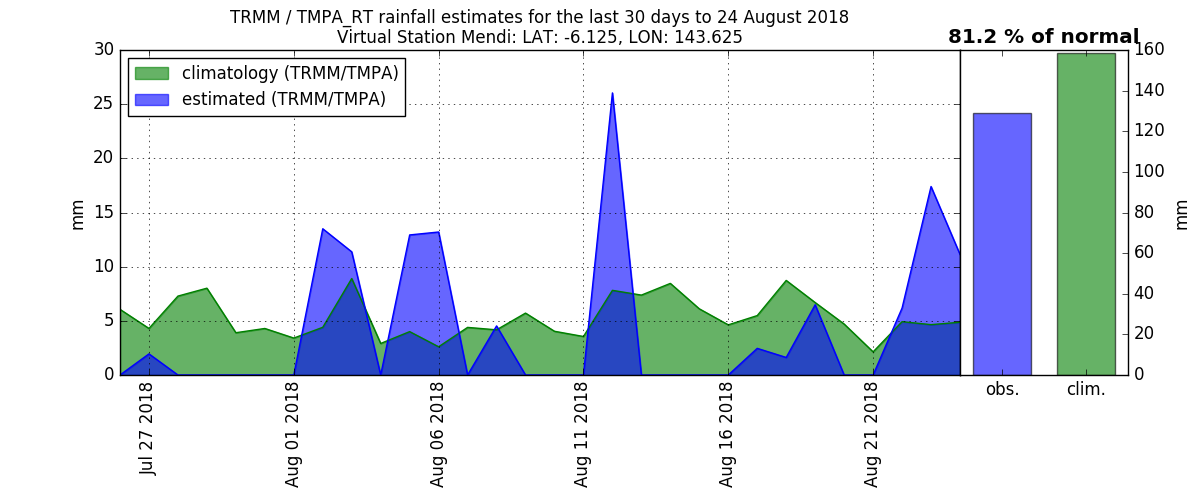 TRMM / TMPA_RT rainfall estimates for the last 30 days to 24 August 2018
Virtual Station Mendi: LAT: -6.125, LON: 143.625
81.2 % of normal
climatology (TRMM/TMPA)
estimated (TRMM/TMPA)
30
25
20
15
10
5
0
mm
Jul 27 2018
Aug 01 2018
Aug 06 2018
Aug 11 2018
Aug 16 2018
Aug 21 2018
obs.
clim.
160
140
120
100
80
60
40
20
0
mm